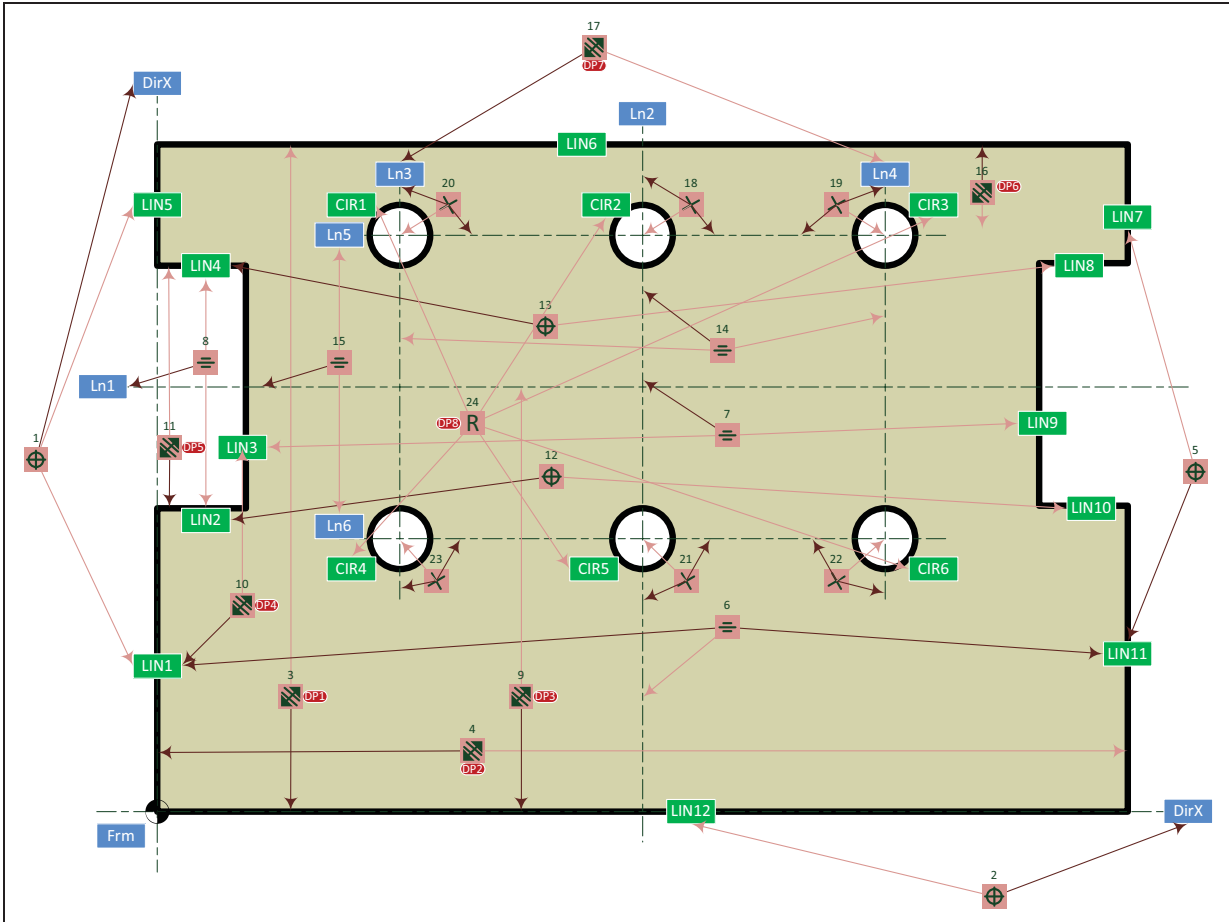 17
DP7
DirX
Ln2
LIN6
Ln3
Ln4
16
DP6
20
18
19
LIN5
CIR1
CIR2
CIR3
LIN7
Ln5
LIN4
LIN8
13
14
8
15
Ln1
24
DP8
R
LIN9
7
1
11
DP5
LIN3
12
5
LIN2
Ln6
LIN10
CIR4
23
CIR5
21
22
CIR6
10
DP4
6
LIN1
LIN11
3
DP1
9
DP3
4
DP2
LIN12
DirX
Frm
2